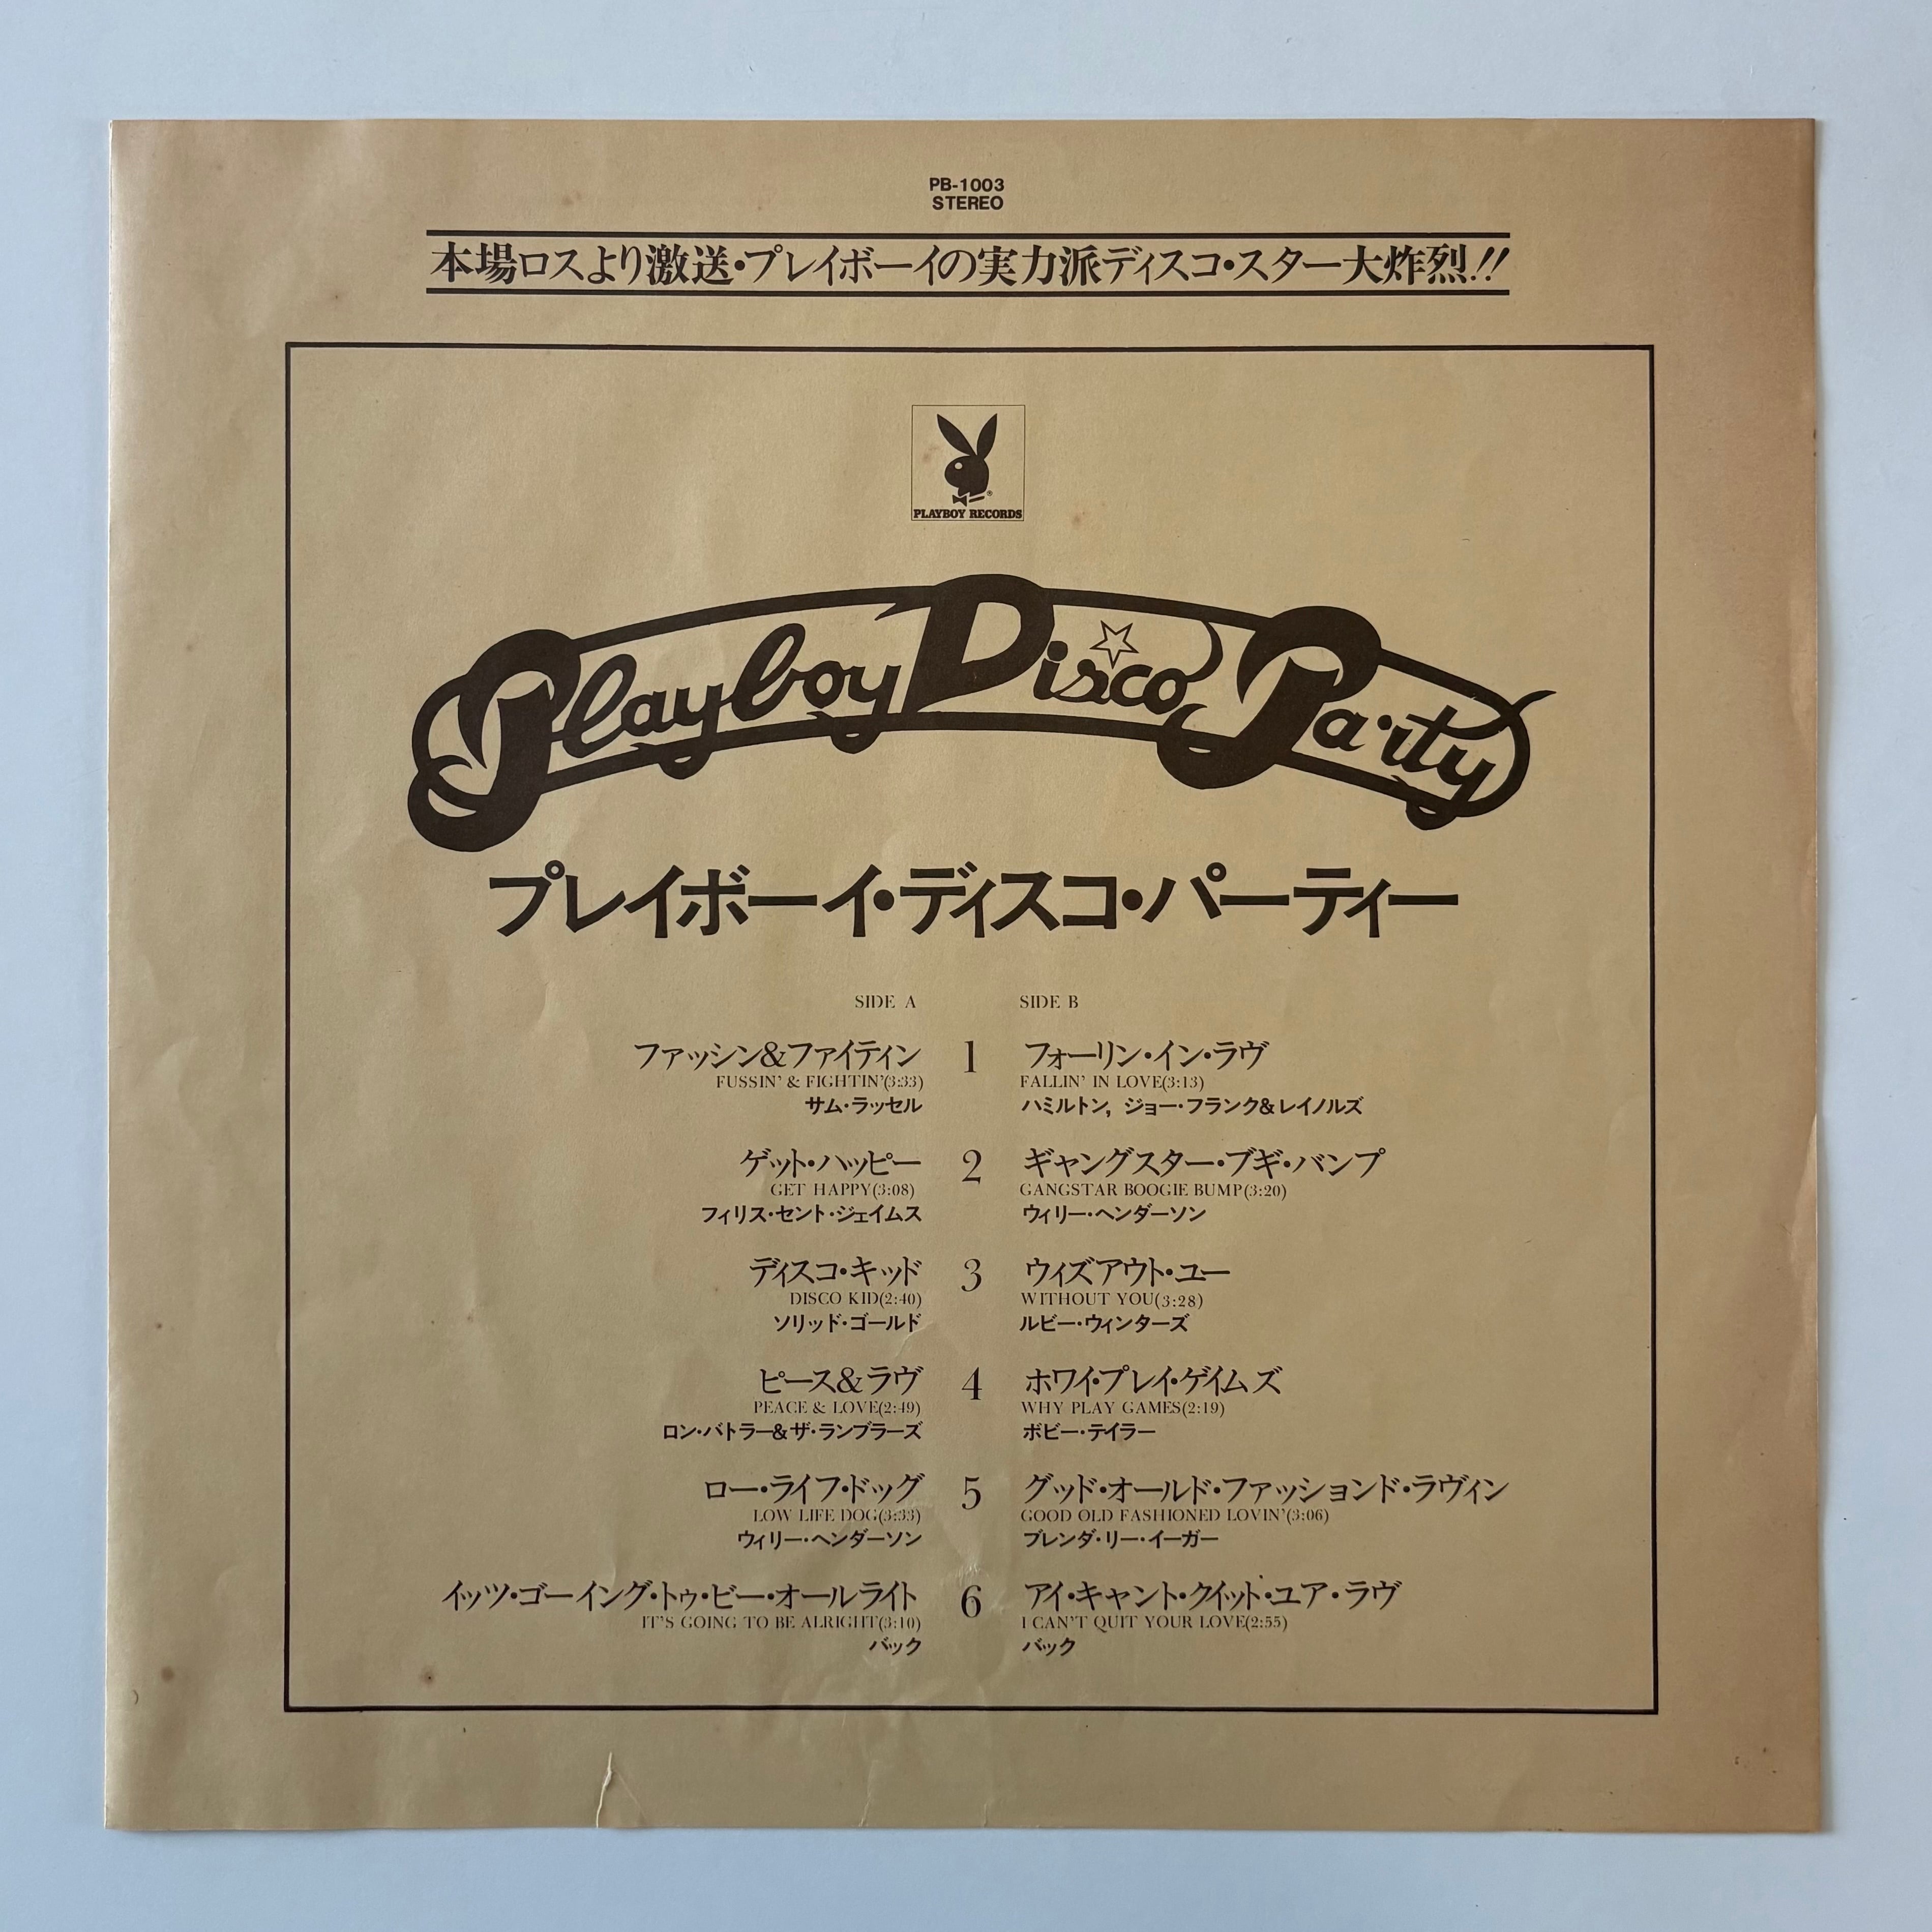 PB-1003
STEREO
本場ロスより激送・プレイボーイの実力派ディスコ・スター大炸烈!!
PLAYBOY RECORDS
Playboy Disco Party
プレイボーイ・ディスコ・パーティー
SIDE A
ファッシン&ファイティン 1
FUSSIN' & FIGHTIN'(3:33)
サム・ラッセル
ゲット・ハッピー 2
GET HAPPY(3:08)
フィリス・セント・ジェイムス
ディスコ・キッド 3
DISCO KID(2:40)
ソリッド・ゴールド
ピース&ラヴ 4
PEACE & LOVE(2:49)
ロン・バトラー&ザ・ランブラーズ
ロー・ライフ・ドッグ 5
LOW LIFE DOG(3:33)
ウィリー・ヘンダーソン
イッツ・ゴーイング・トゥ・ビー・オールライト 6
IT'S GOING TO BE ALRIGHT(3:10)
バック
SIDE B
フォーリン・イン・ラヴ
FALLIN' IN LOVE(3:13)
ハミルトン, ジョー・フランク&レイノルズ
ギャングスター・ブギ・バンプ
GANGSTAR BOOGIE BUMP(3:20)
ウィリー・ヘンダーソン
ウィズアウト・ユー
WITHOUT YOU(3:28)
ルビー・ウィンターズ
ホワイ・プレイ・ゲイムズ
WHY PLAY GAMES(2:19)
ボビー・テイラー
グッド・オールド・ファッションド・ラヴィン
GOOD OLD FASHIONED LOVIN'(3:06)
ブレンダ・リー・イーガー
アイ・キャント・クイット・ユア・ラヴ
I CAN'T QUIT YOUR LOVE(2:55)
バック